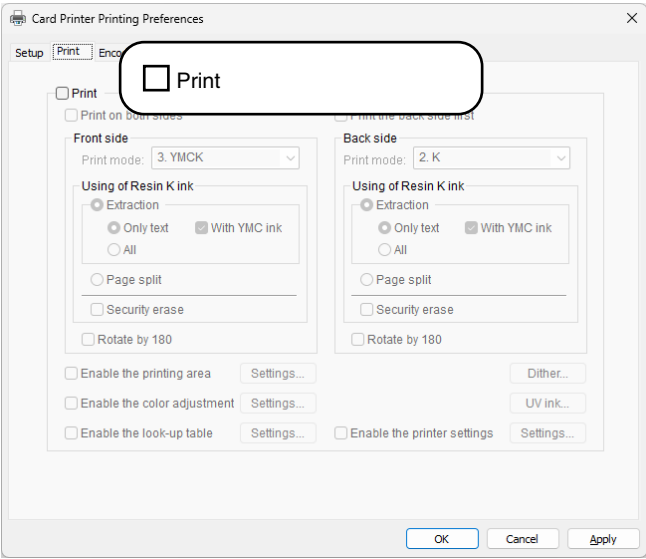 Card Printer Printing Preferences
Setup Print Enco
Print
Print
Print on both sides Print the back side first
Front side Back side
Print mode: 3. YMCK Print mode: 2. K
Using of Resin K ink Using of Resin K ink
Extraction Extraction
Only text With YMC ink Only text With YMC ink
All All
Page split Page split
Security erase Security erase
Rotate by 180 Rotate by 180
Enable the printing area Settings... Dither...
Enable the color adjustment Settings... UV ink...
Enable the look-up table Settings... Enable the printer settings Settings...
OK Cancel Apply